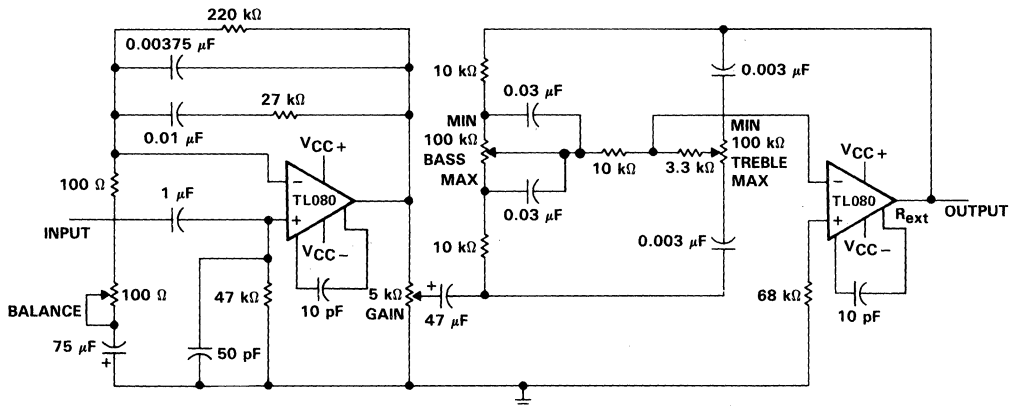 220 kΩ
0.00375 μF
27 kΩ
0.01 μF
100 Ω
1 μF
INPUT
VCC+
−
TL080
+
VCC−
10 pF
100 Ω
BALANCE
75 μF
+
47 kΩ
50 pF
5 kΩ
GAIN
+
47 μF
10 kΩ
0.03 μF
MIN
100 kΩ
BASS
MAX
0.03 μF
10 kΩ
10 kΩ
3.3 kΩ
0.003 μF
MIN
100 kΩ
TREBLE
MAX
0.003 μF
VCC+
−
TL080
+
VCC−
Rext
OUTPUT
68 kΩ
10 pF